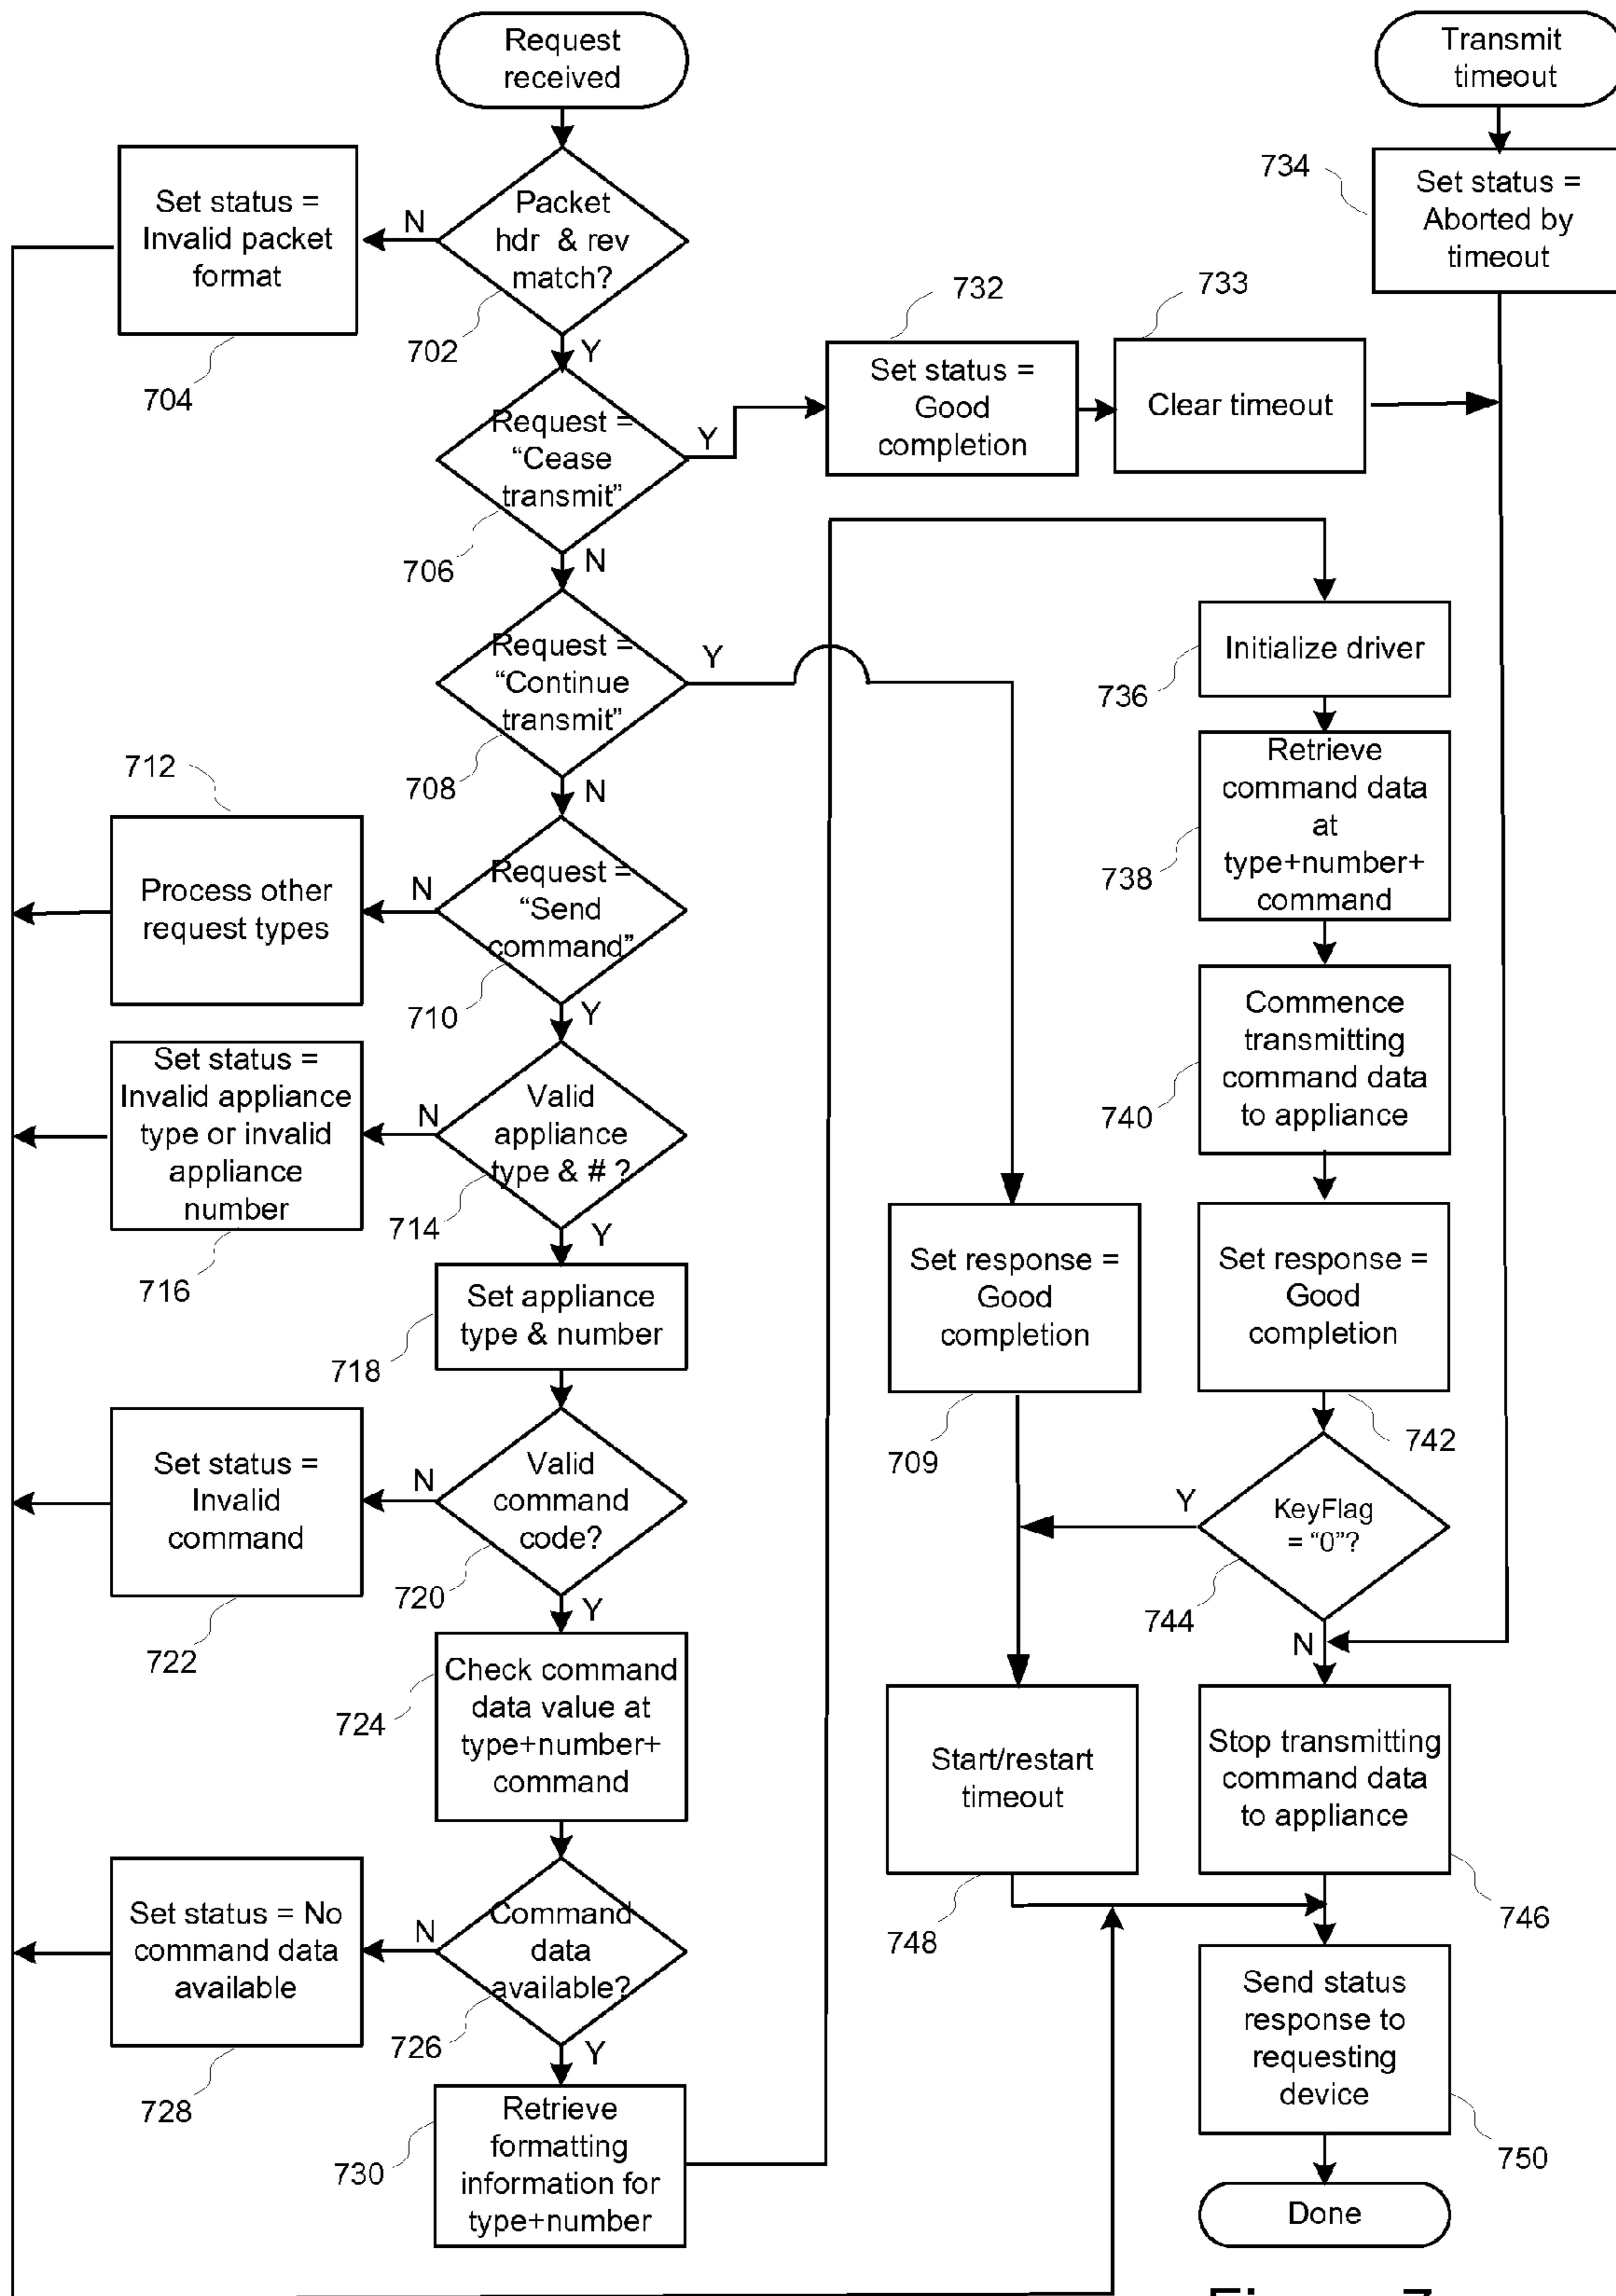 Request
received
Transmit
timeout
Set status =
Invalid packet
format
704
N
Packet
hdr & rev
match?
702
Y
734
Set status =
Aborted by
timeout
Request =
“Cease
transmit”
706
Y
N
732
Set status =
Good
completion
733
Clear timeout
Request =
“Continue
transmit”
708
Y
N
712
Process other
request types
N
Request =
“Send
command”
710
Y
Set status =
Invalid appliance
type or invalid
appliance
number
716
N
Valid
appliance
type & # ?
714
Y
Set appliance
type & number
718
Set status =
Invalid
command
722
N
Valid
command
code?
720
Y
Check command
data value at
type+number+
command
724
Set status = No
command data
available
728
N
Command
data
available?
726
Y
Retrieve
formatting
information for
type+number
730
Initialize driver
736
Retrieve
command data
at
type+number+
command
738
Commence
transmitting
command data
to appliance
740
Set response =
Good
completion
709
Set response =
Good
completion
742
Y
KeyFlag
= “0”?
744
N
Start/restart
timeout
748
Stop transmitting
command data
to appliance
746
Send status
response to
requesting
device
750
Done